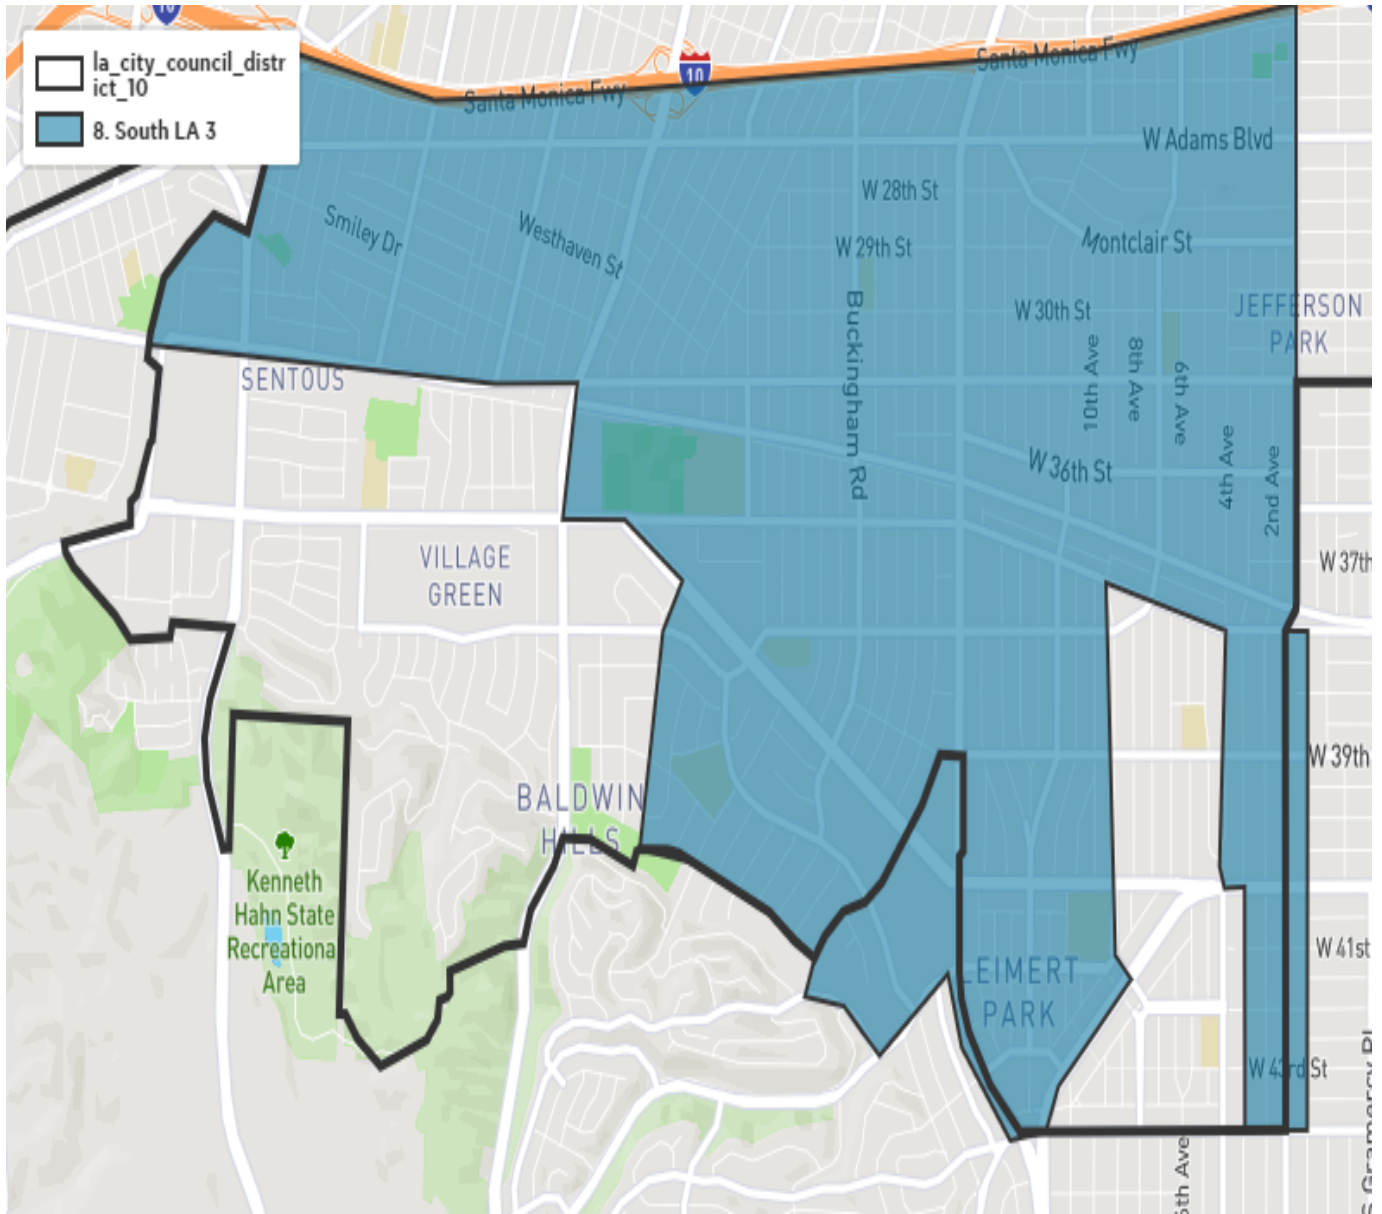 10
la_city_council_distr
ict_10
8. South LA 3
Santa Monica Fwy
10
Santa Monica Fwy
W Adams Blvd
W 28th St
Smiley Dr
Westhaven St
W 29th St
Montclair St
W 30th St
JEFFERSON
PARK
Buckingham Rd
10th Ave
8th Ave
6th Ave
SENTOUS
W 36th St
4th Ave
2nd Ave
VILLAGE
GREEN
W 37th
W 39th
BALDWIN
HILLS
Kenneth
Hahn State
Recreationa
Area
W 41st
LEIMERT
PARK
W 43rd St
S Gramercy Pl
5th Ave